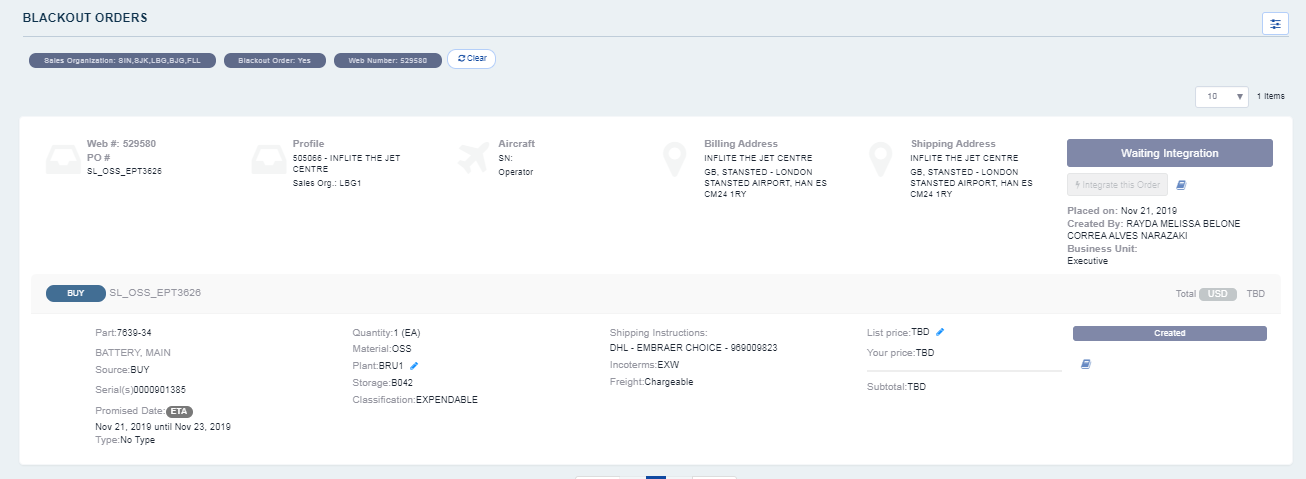 BLACKOUT ORDERS
Sales Organization: SIN,SJK,LBG,BJG,FLL
Blackout Order: Yes
Web Number: 529580
Clear
10
1 Items
Web #: 529580
PO #
SL_OSS_EPT3626
Profile
505066 - INFLITE THE JET
CENTRE
Sales Org.: LBG1
Aircraft
SN:
Operator
Billing Address
INFLITE THE JET CENTRE
GB, STANSTED - LONDON
STANSTED AIRPORT, HAN ES
CM24 1RY
Shipping Address
INFLITE THE JET CENTRE
GB, STANSTED - LONDON
STANSTED AIRPORT, HAN ES
CM24 1RY
Waiting Integration
Integrate this Order
Placed on: Nov 21, 2019
Created By: RAYDA MELISSA BELONE
CORREA ALVES NARAZAKI
Business Unit:
Executive
BUY
SL_OSS_EPT3626
Total USD TBD
Part:7639-34
BATTERY, MAIN
Source:BUY
Serial(s)0000901385
Promised Date:ETA
Nov 21, 2019 until Nov 23, 2019
Type:No Type
Quantity:1 (EA)
Material:OSS
Plant:BRU1
Storage:B042
Classification:EXPENDABLE
Shipping Instructions:
DHL - EMBRAER CHOICE - 969009823
Incoterms:EXW
Freight:Chargeable
List price:TBD
Your price:TBD
Subtotal:TBD
Created